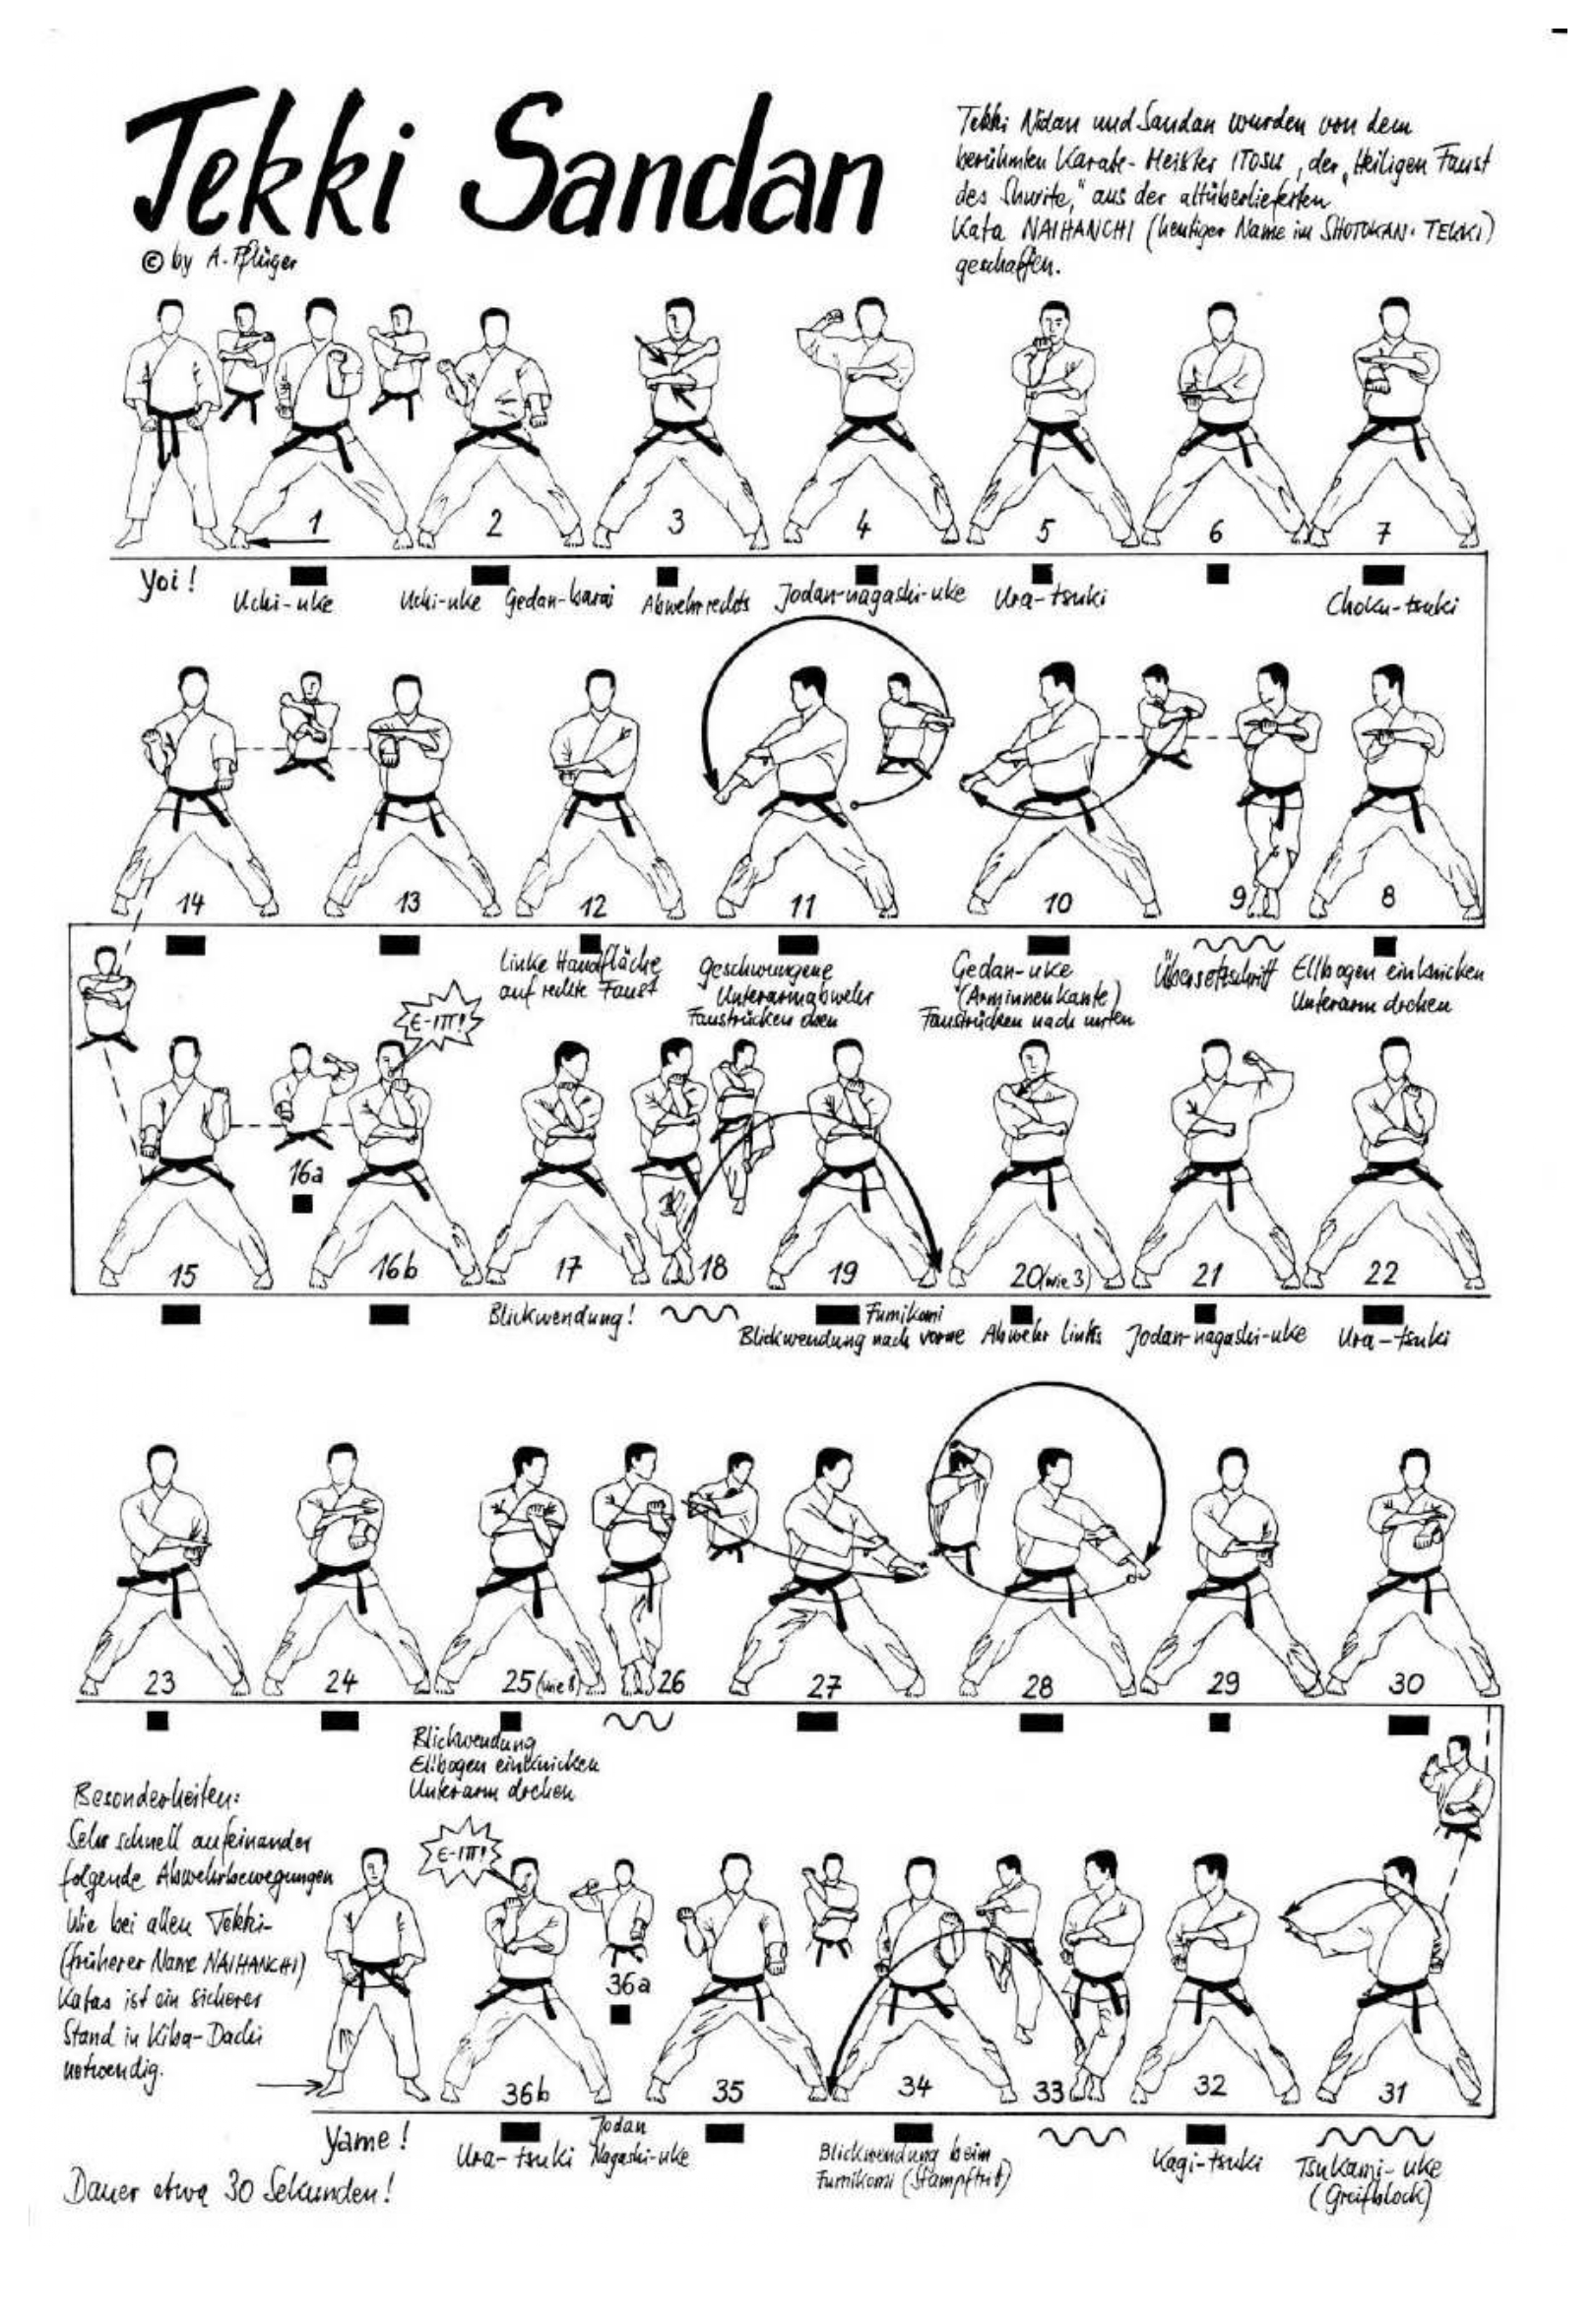 Tekki Sandan
© by A. Pflüger
Tekki Nidan und Sandan wurden von dem
berühmten Karate-Meister ITOSU, der „Heiligen Faust
des Shurite," aus der altüberlieferten
Kata NAIHANCHI (heutiger Name im SHOTOKAN: TEKKI)
geschaffen.
1 2 3 4 5 6 7
Yoi! Uchi-uke Uchi-uke Gedan-barai Abwehr rechts Jodan-nagashi-uke Ura-tsuki Choku-tsuki
14 13 12 11 10 9 8
Linke Handfläche
auf rechte Faust
geschwungene
Unterarmabwehr
Faustrücken oben
Gedan-uke
(Arminnenkante)
Faustrücken nach unten
Übersetzschritt
Ellbogen einknicken
Unterarm drehen
E-ITT!
16a
15 16b 17 18 19 20 (wie 3) 21 22
Blickwendung!
Fumikomi
Blickwendung nach vorne Abwehr links Jodan-nagashi-uke Ura-tsuki
23 24 25 (wie 8) 26 27 28 29 30
Blickwendung
Ellbogen einknicken
Unterarm drehen
Besonderheiten:
Sehr schnell aufeinander
folgende Abwehrbewegungen
Wie bei allen Tekki-
(früherer Name NAIHANCHI)
Katas ist ein sicherer
Stand in Kiba-Dachi
notwendig.
E-ITT!
36a
36b 35 34 33 32 31
Yame!
Ura-tsuki
Jodan
Nagashi-uke
Blickwendung beim
Fumikomi (Stampftritt)
Kagi-tsuki
Tsukami-uke
(Greifblock)
Dauer etwa 30 Sekunden!